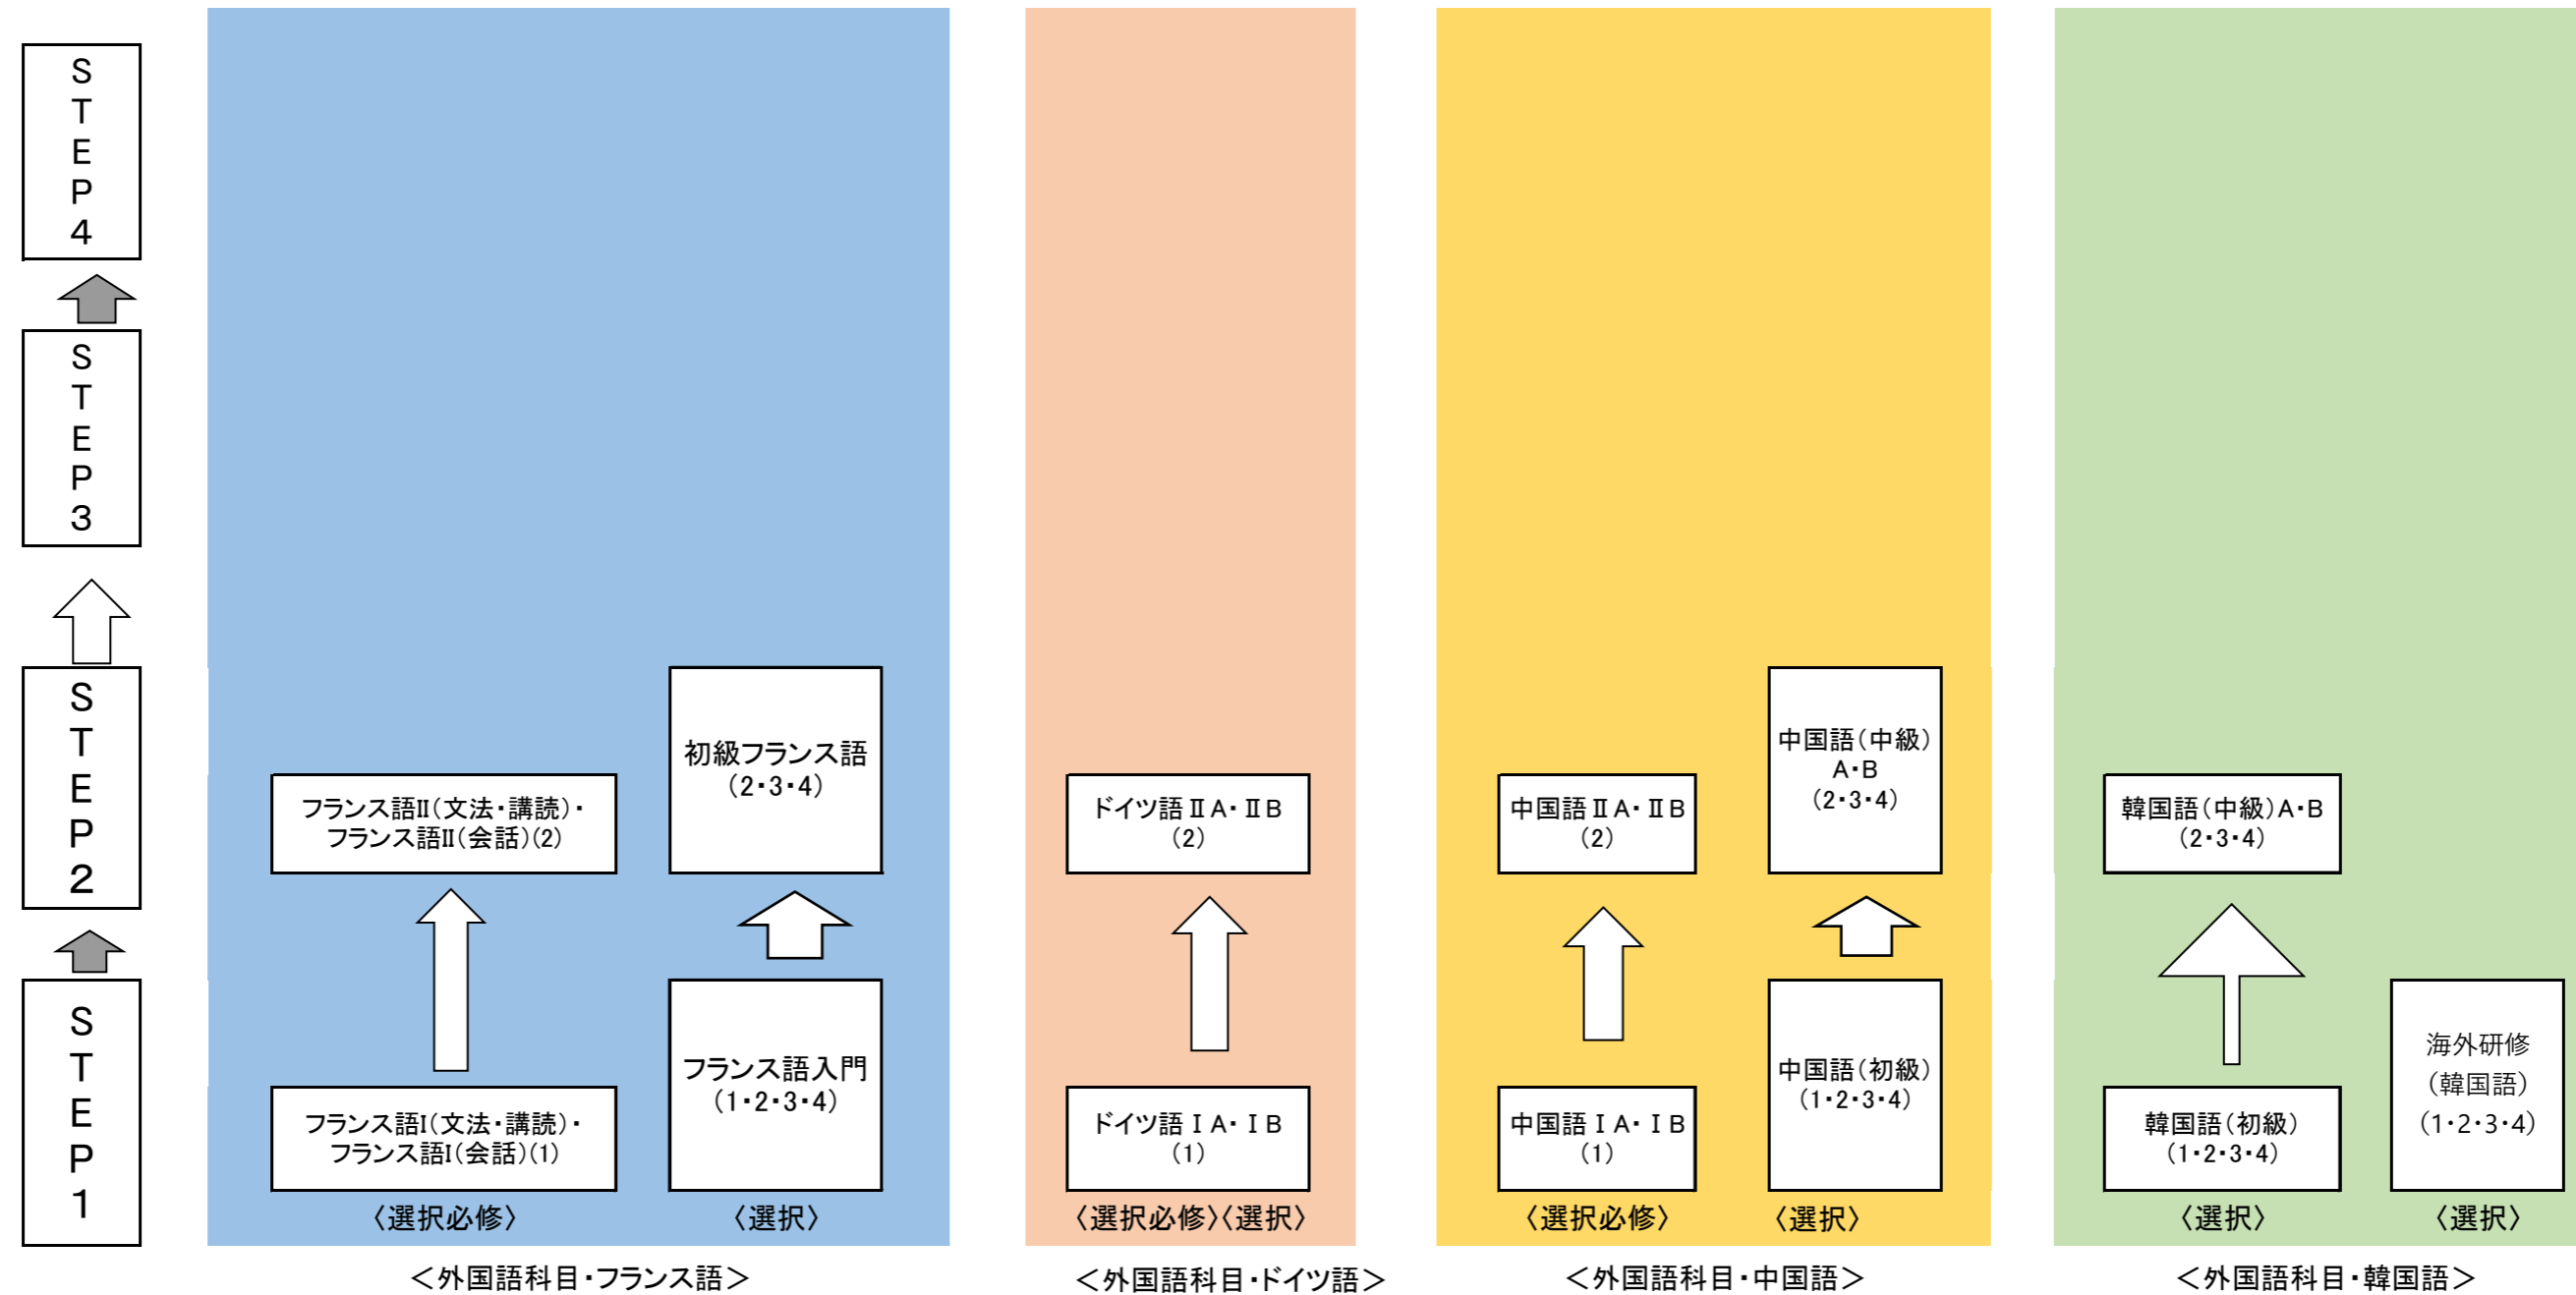 STEP4
STEP3
STEP2
STEP1
フランス語II(文法・講読)・
フランス語II(会話)(2)
フランス語I(文法・講読)・
フランス語I(会話)(1)
〈選択必修〉
初級フランス語
(2・3・4)
フランス語入門
(1・2・3・4)
〈選択〉
<外国語科目・フランス語>
ドイツ語ⅡA・ⅡB
(2)
ドイツ語ⅠA・ⅠB
(1)
〈選択必修〉〈選択〉
<外国語科目・ドイツ語>
中国語ⅡA・ⅡB
(2)
中国語ⅠA・ⅠB
(1)
〈選択必修〉
中国語(中級)
A・B
(2・3・4)
中国語(初級)
(1・2・3・4)
〈選択〉
<外国語科目・中国語>
韓国語(中級)A・B
(2・3・4)
韓国語(初級)
(1・2・3・4)
〈選択〉
海外研修
(韓国語)
(1・2・3・4)
〈選択〉
<外国語科目・韓国語>